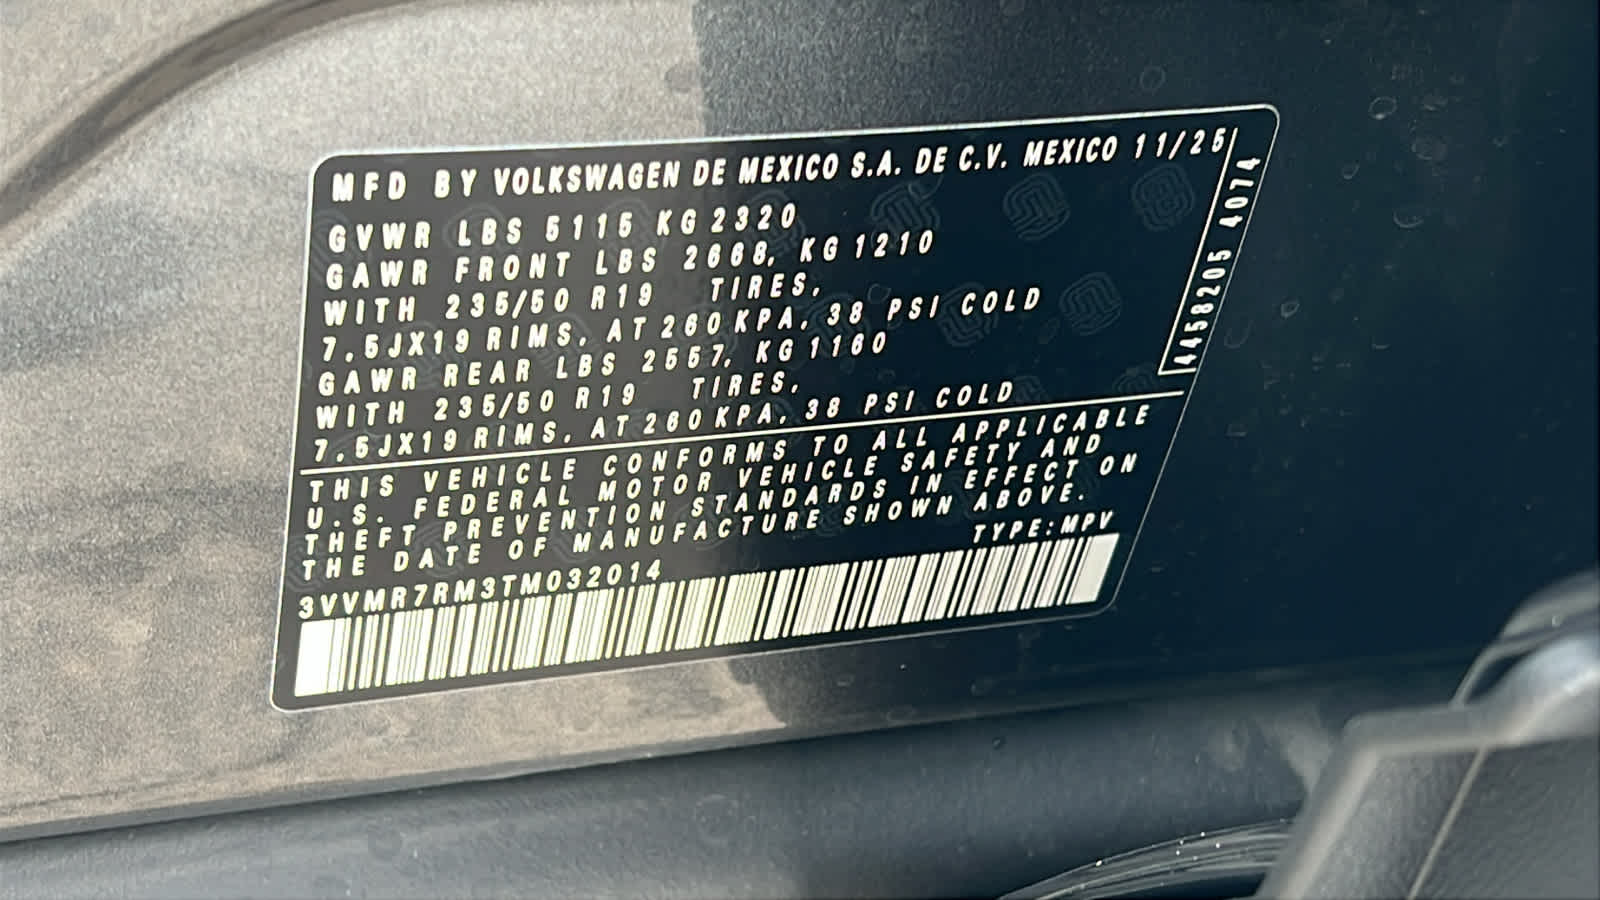 MFD BY VOLKSWAGEN DE MEXICO S.A. DE C.V. MEXICO 11/25
GVWR LBS 5115 KG 2320
GAWR FRONT LBS 2668, KG 1210
WITH 235/50 R19 TIRES,
7.5JX19 RIMS, AT 260 KPA, 38 PSI COLD
GAWR REAR LBS 2557, KG 1160
WITH 235/50 R19 TIRES,
7.5JX19 RIMS, AT 260 KPA, 38 PSI COLD
4458205 4074
THIS VEHICLE CONFORMS TO ALL APPLICABLE
U.S. FEDERAL MOTOR VEHICLE SAFETY AND
THEFT PREVENTION STANDARDS IN EFFECT ON
THE DATE OF MANUFACTURE SHOWN ABOVE.
TYPE:MPV
3VVMR7RM3TM032014